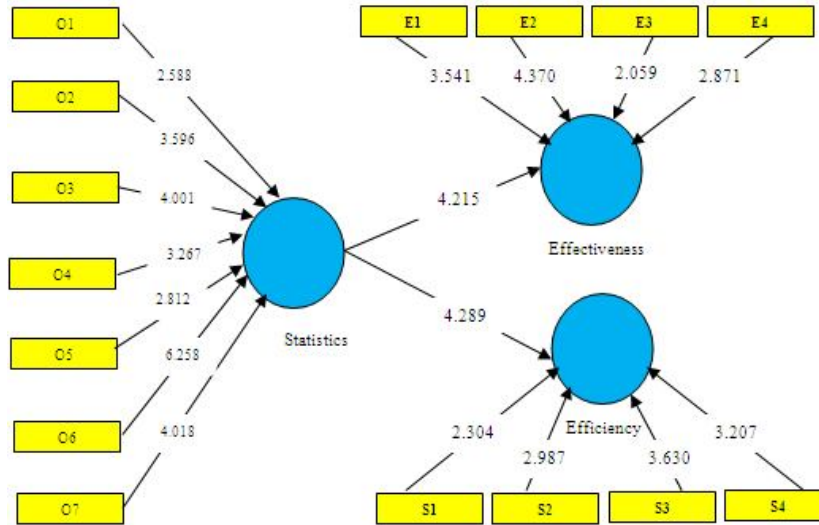 O1
O2
O3
O4
O5
O6
O7
2.588
3.596
4.001
3.267
2.812
6.258
4.018
Statistics
4.215
4.289
E1
E2
E3
E4
3.541
4.370
2.059
2.871
Effectiveness
Efficiency
2.304
2.987
3.630
3.207
S1
S2
S3
S4